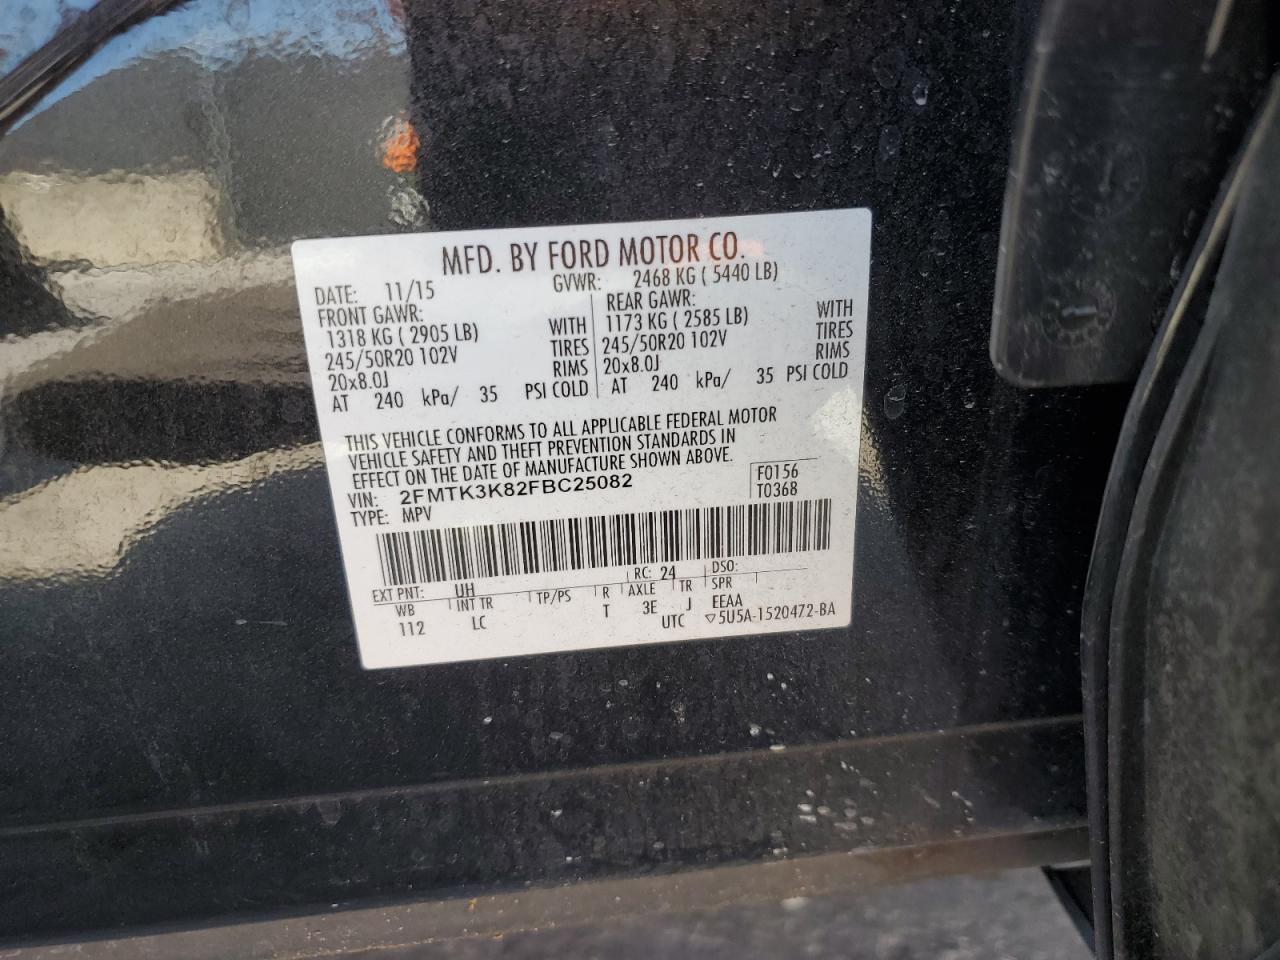 MFD. BY FORD MOTOR CO.
DATE: 11/15 GVWR: 2468 KG ( 5440 LB)
FRONT GAWR: REAR GAWR:
1318 KG ( 2905 LB) WITH 1173 KG ( 2585 LB) WITH
245/50R20 102V TIRES 245/50R20 102V TIRES
20x8.0J RIMS 20x8.0J RIMS
AT 240 kPa/ 35 PSI COLD AT 240 kPa/ 35 PSI COLD
THIS VEHICLE CONFORMS TO ALL APPLICABLE FEDERAL MOTOR
VEHICLE SAFETY AND THEFT PREVENTION STANDARDS IN
EFFECT ON THE DATE OF MANUFACTURE SHOWN ABOVE.
VIN: 2FMTK3K82FBC25082 F0156
TYPE: MPV T0368
EXT PNT: UH RC: 24 DSO:
WB INT TR TP/PS R AXLE TR SPR
112 LC T 3E J EEAA
UTC ▽5U5A-1520472-BA